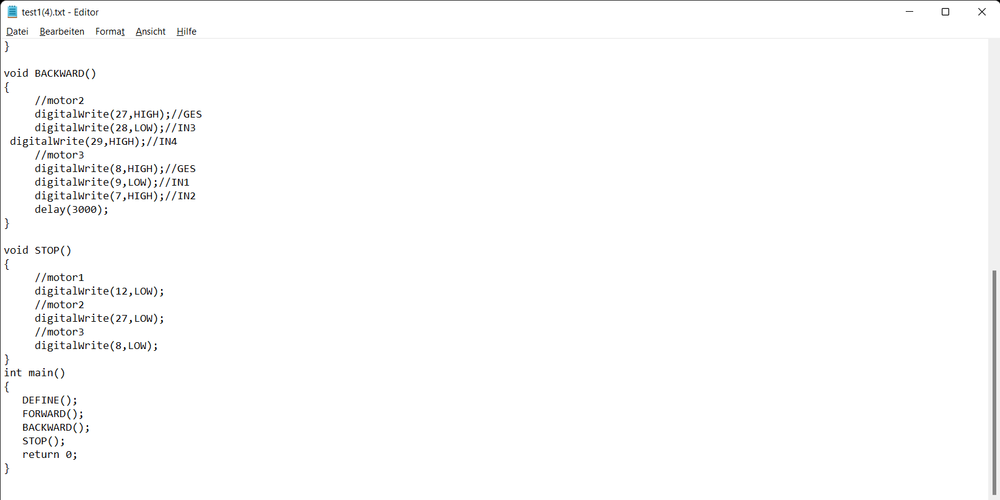 test1(4).txt - Editor
Datei Bearbeiten Format Ansicht Hilfe
}
void BACKWARD()
{
//motor2
digitalWrite(27,HIGH);//GES
digitalWrite(28,LOW);//IN3
digitalWrite(29,HIGH);//IN4
//motor3
digitalWrite(8,HIGH);//GES
digitalWrite(9,LOW);//IN1
digitalWrite(7,HIGH);//IN2
delay(3000);
}
void STOP()
{
//motor1
digitalWrite(12,LOW);
//motor2
digitalWrite(27,LOW);
//motor3
digitalWrite(8,LOW);
}
int main()
{
DEFINE();
FORWARD();
BACKWARD();
STOP();
return 0;
}